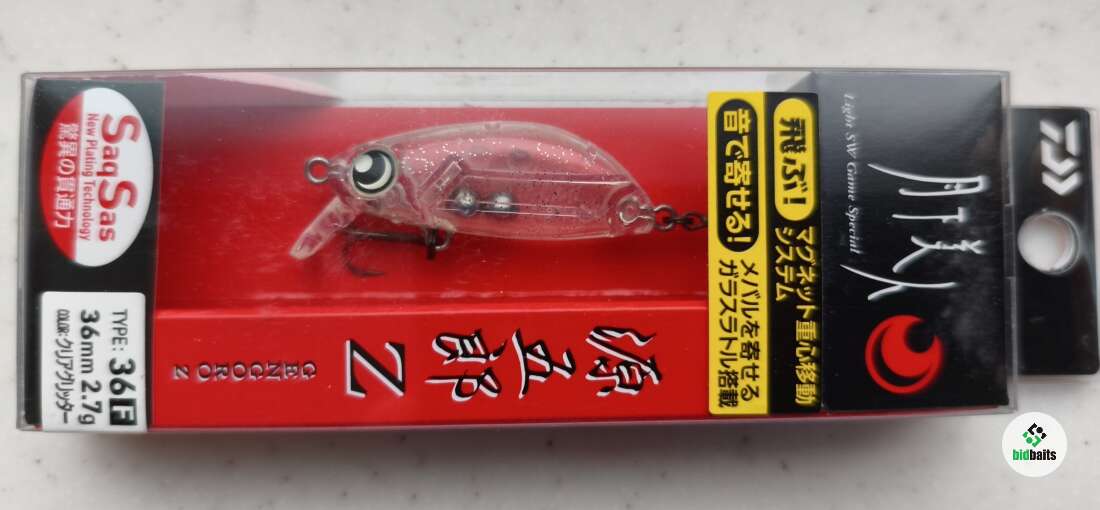 SaqSas
New Plating Technology
驚異の貫通力
TYPE: 36F
36mm 2.7g
COLOR:クリアグリッター
源五郎Z
GENGORO Z
飛ぶ! マグネット重心移動
システム
音で寄せる! メバルを寄せる
ガラスラトル搭載
Light SW Game Special
月下美人
bidbaits